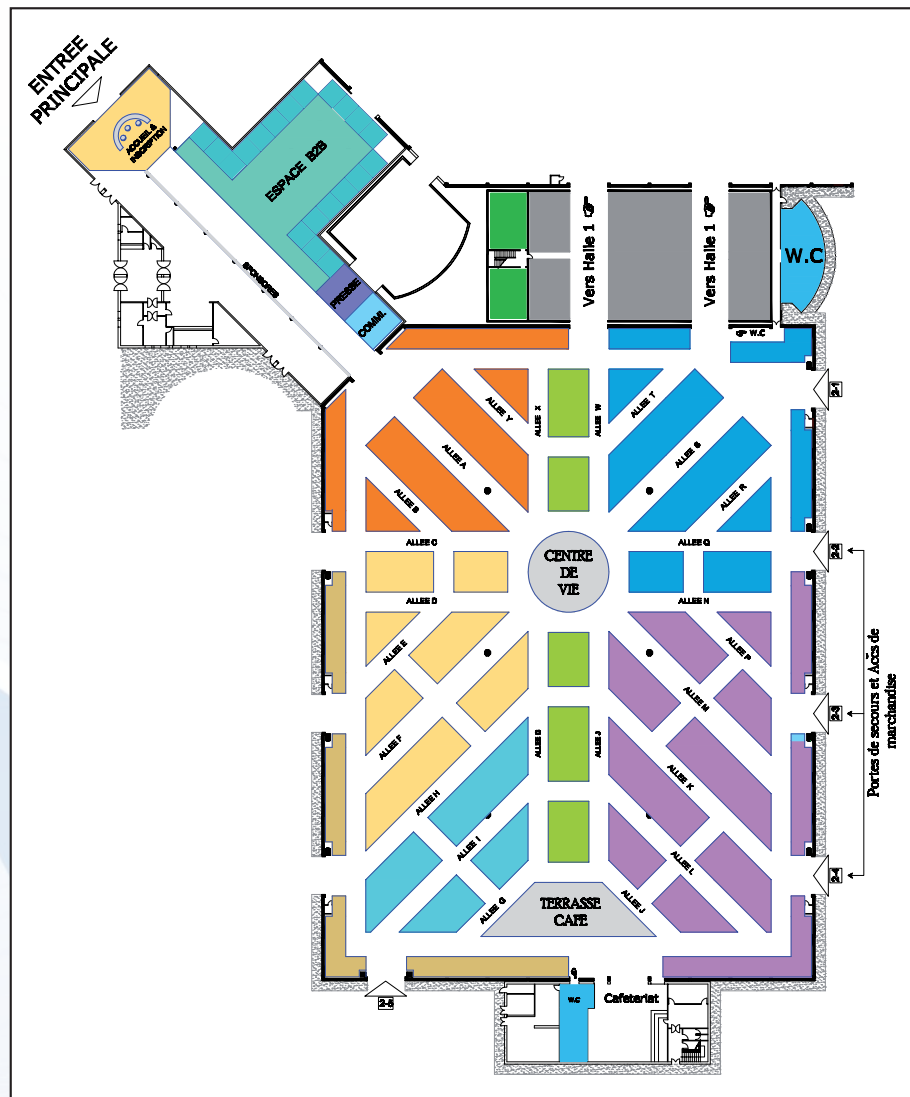 ENTREE
PRINCIPALE
ACCUEIL &
INSCRIPTION
ESPACE B2B
SPONSORS
PRESSE
COMM.
Vers Halle 1
Vers Halle 1
W.C
W.C
ALLEE Y
ALLEE X
ALLEE W
ALLEE T
ALLEE A
ALLEE S
ALLEE B
ALLEE R
ALLEE C
ALLEE Q
CENTRE
DE
VIE
ALLEE D
ALLEE N
ALLEE E
ALLEE P
ALLEE F
ALLEE M
ALLEE J
ALLEE H
ALLEE K
ALLEE I
ALLEE L
ALLEE G
ALLEE J
TERRASSE
CAFE
W.C
Cafetariat
2-1
2-2
2-3
2-4
2-5
Portes de secours et Accès de
marchandise